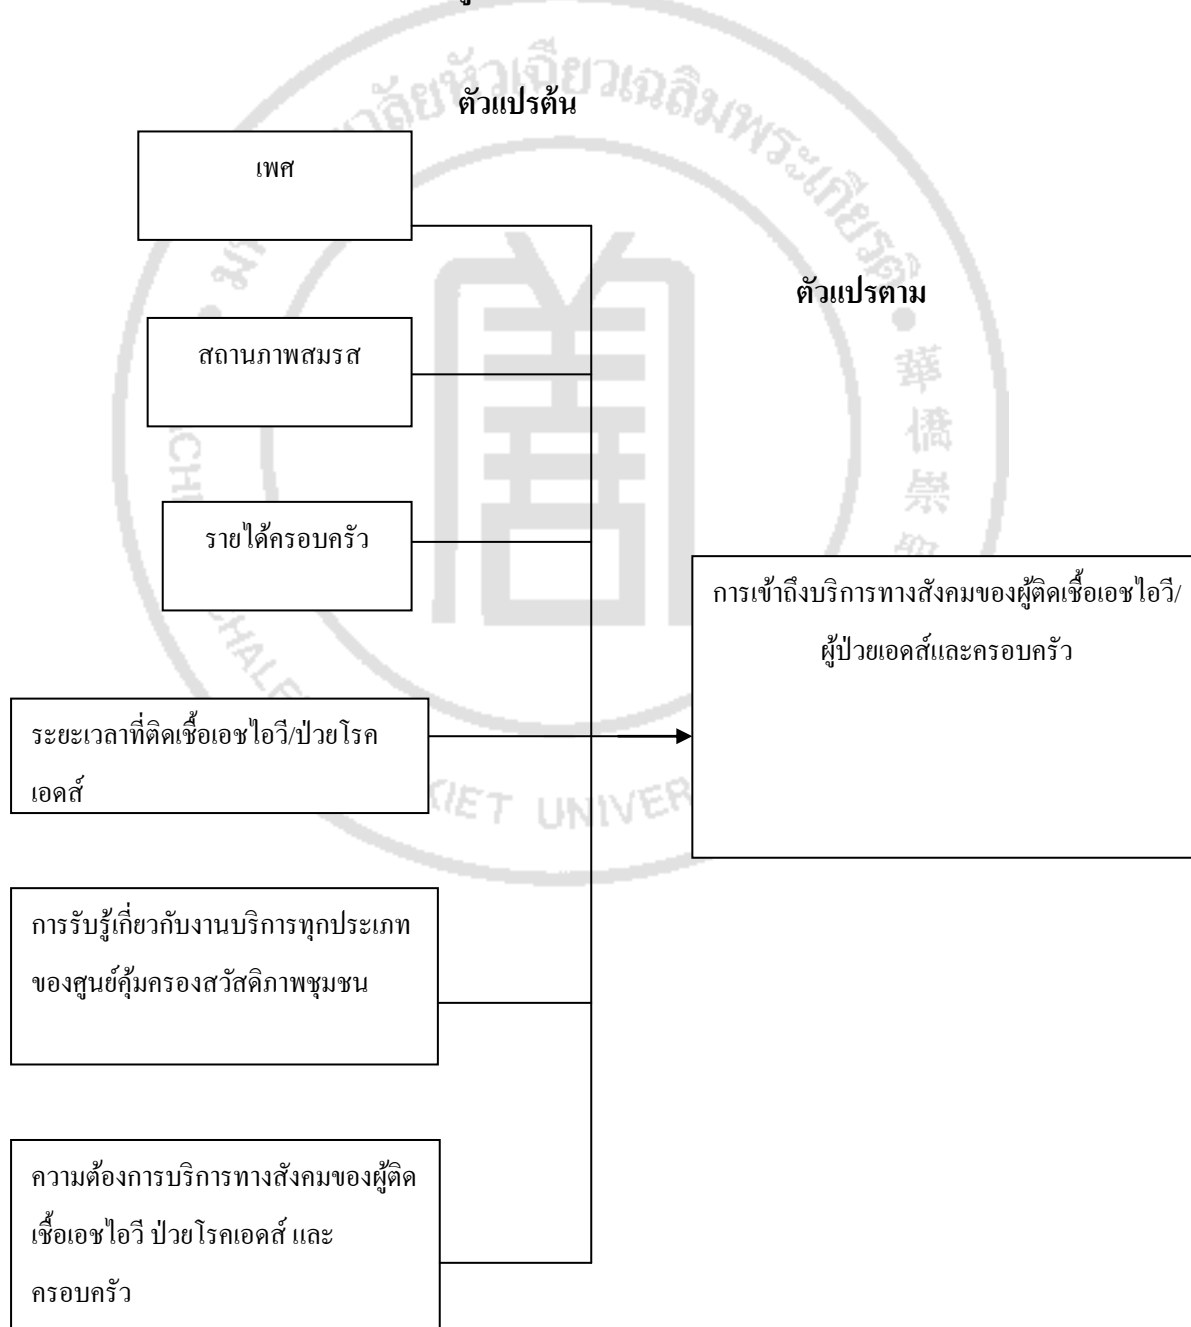 ตัวแปรต้น
เพศ
ตัวแปรตาม
สถานภาพสมรส
รายได้ครอบครัว
การเข้าถึงบริการทางสังคมของผู้ติดเชื้อเอชไอวี/
ผู้ป่วยเอดส์และครอบครัว
ระยะเวลาที่ติดเชื้อเอชไอวี/ป่วยโรค
เอดส์
การรับรู้เกี่ยวกับงานบริการทุกประเภท
ของศูนย์คุ้มครองสวัสดิภาพชุมชน
ความต้องการบริการทางสังคมของผู้ติด
เชื้อเอชไอวี ป่วยโรคเอดส์ และ
ครอบครัว
華僑崇